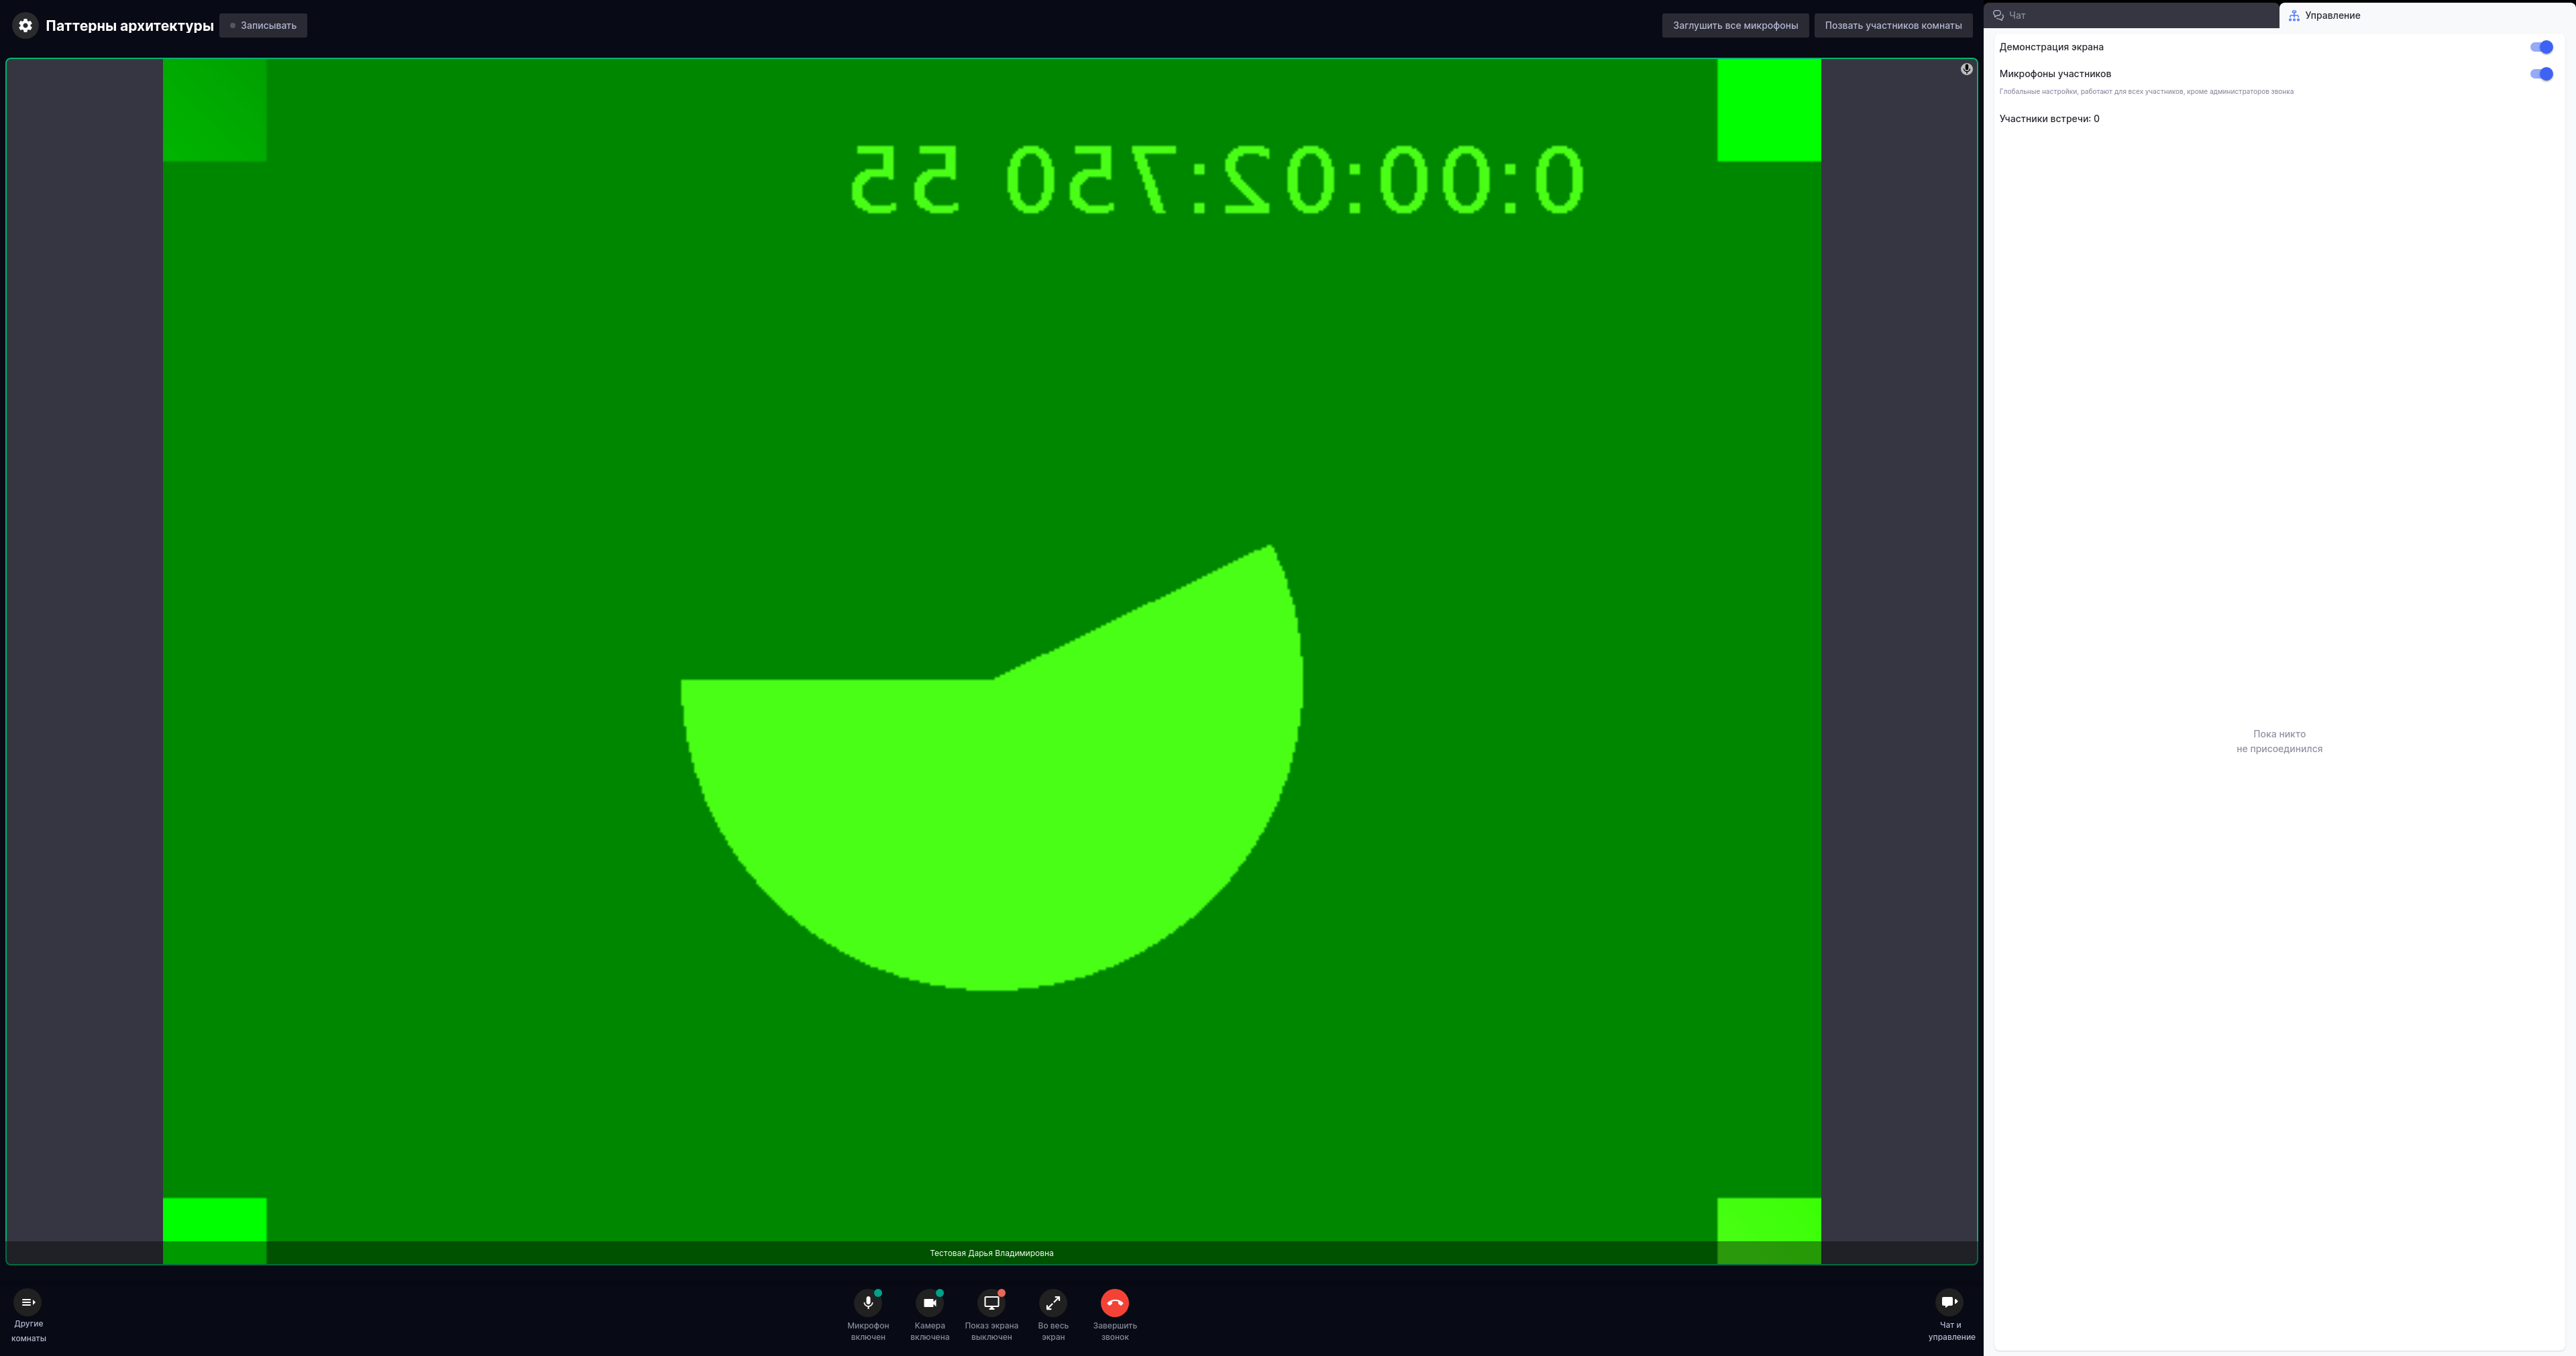 Паттерны архитектуры
Записывать
Заглушить все микрофоны
Позвать участников комнаты
0:00:02:750 55
Тестовая Дарья Владимировна
Другие
комнаты
Микрофон
включен
Камера
включена
Показ экрана
выключен
Во весь
экран
Завершить
звонок
Чат и
управление
Чат
Управление
Демонстрация экрана
Микрофоны участников
Глобальные настройки, работают для всех участников, кроме администраторов звонка
Участники встречи: 0
Пока никто
не присоединился